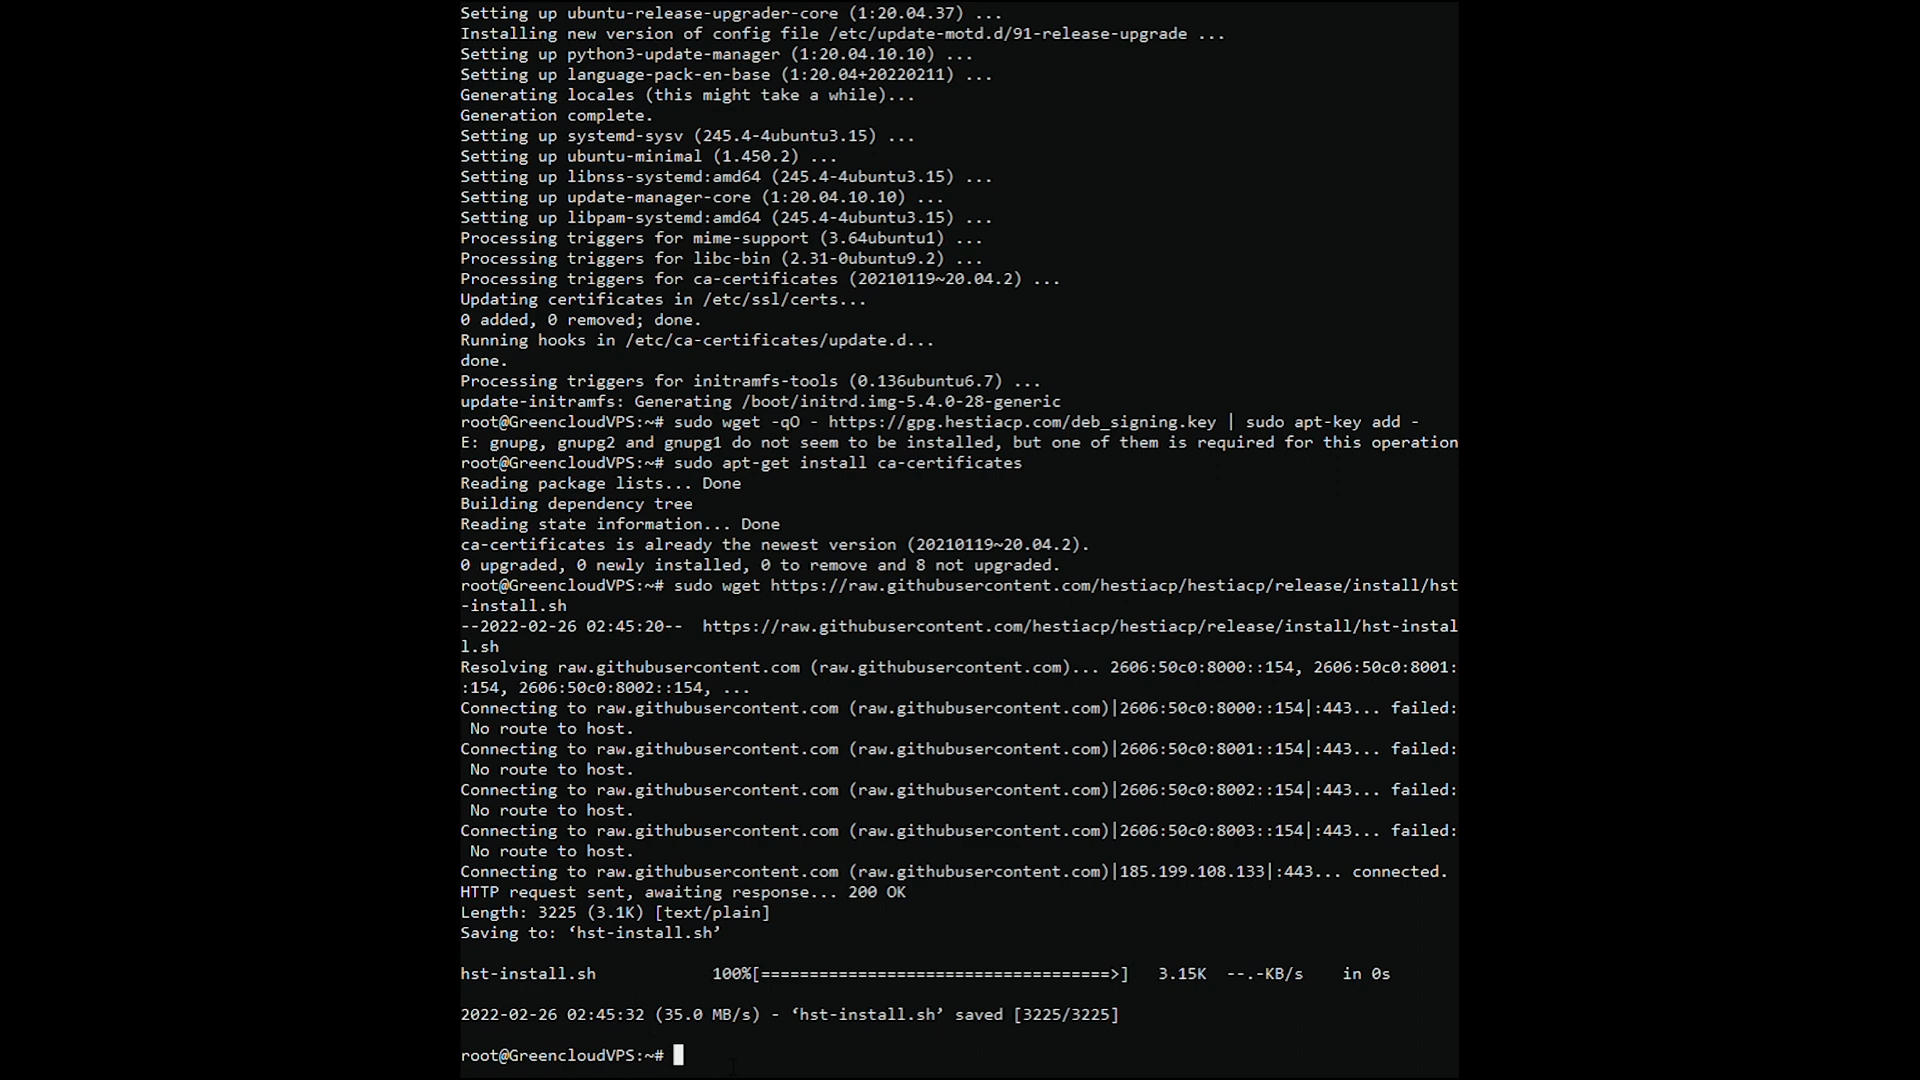 Setting up ubuntu-release-upgrader-core (1:20.04.37) ...
Installing new version of config file /etc/update-motd.d/91-release-upgrade ...
Setting up python3-update-manager (1:20.04.10.10) ...
Setting up language-pack-en-base (1:20.04+20220211) ...
Generating locales (this might take a while)...
Generation complete.
Setting up systemd-sysv (245.4-4ubuntu3.15) ...
Setting up ubuntu-minimal (1.450.2) ...
Setting up libnss-systemd:amd64 (245.4-4ubuntu3.15) ...
Setting up update-manager-core (1:20.04.10.10) ...
Setting up libpam-systemd:amd64 (245.4-4ubuntu3.15) ...
Processing triggers for mime-support (3.64ubuntu1) ...
Processing triggers for libc-bin (2.31-0ubuntu9.2) ...
Processing triggers for ca-certificates (20210119~20.04.2) ...
Updating certificates in /etc/ssl/certs...
0 added, 0 removed; done.
Running hooks in /etc/ca-certificates/update.d...
done.
Processing triggers for initramfs-tools (0.136ubuntu6.7) ...
update-initramfs: Generating /boot/initrd.img-5.4.0-28-generic
root@GreencloudVPS:~# sudo wget -qO - https://gpg.hestiacp.com/deb_signing.key | sudo apt-key add -
E: gnupg, gnupg2 and gnupg1 do not seem to be installed, but one of them is required for this operation
root@GreencloudVPS:~# sudo apt-get install ca-certificates
Reading package lists... Done
Building dependency tree
Reading state information... Done
ca-certificates is already the newest version (20210119~20.04.2).
0 upgraded, 0 newly installed, 0 to remove and 8 not upgraded.
root@GreencloudVPS:~# sudo wget https://raw.githubusercontent.com/hestiacp/hestiacp/release/install/hst
-install.sh
--2022-02-26 02:45:20--  https://raw.githubusercontent.com/hestiacp/hestiacp/release/install/hst-instal
l.sh
Resolving raw.githubusercontent.com (raw.githubusercontent.com)... 2606:50c0:8000::154, 2606:50c0:8001:
:154, 2606:50c0:8002::154, ...
Connecting to raw.githubusercontent.com (raw.githubusercontent.com)|2606:50c0:8000::154|:443... failed:
 No route to host.
Connecting to raw.githubusercontent.com (raw.githubusercontent.com)|2606:50c0:8001::154|:443... failed:
 No route to host.
Connecting to raw.githubusercontent.com (raw.githubusercontent.com)|2606:50c0:8002::154|:443... failed:
 No route to host.
Connecting to raw.githubusercontent.com (raw.githubusercontent.com)|2606:50c0:8003::154|:443... failed:
 No route to host.
Connecting to raw.githubusercontent.com (raw.githubusercontent.com)|185.199.108.133|:443... connected.
HTTP request sent, awaiting response... 200 OK
Length: 3225 (3.1K) [text/plain]
Saving to: ‘hst-install.sh’
hst-install.sh            100%[====================================>]   3.15K  --.-KB/s    in 0s
2022-02-26 02:45:32 (35.0 MB/s) - ‘hst-install.sh’ saved [3225/3225]
root@GreencloudVPS:~#